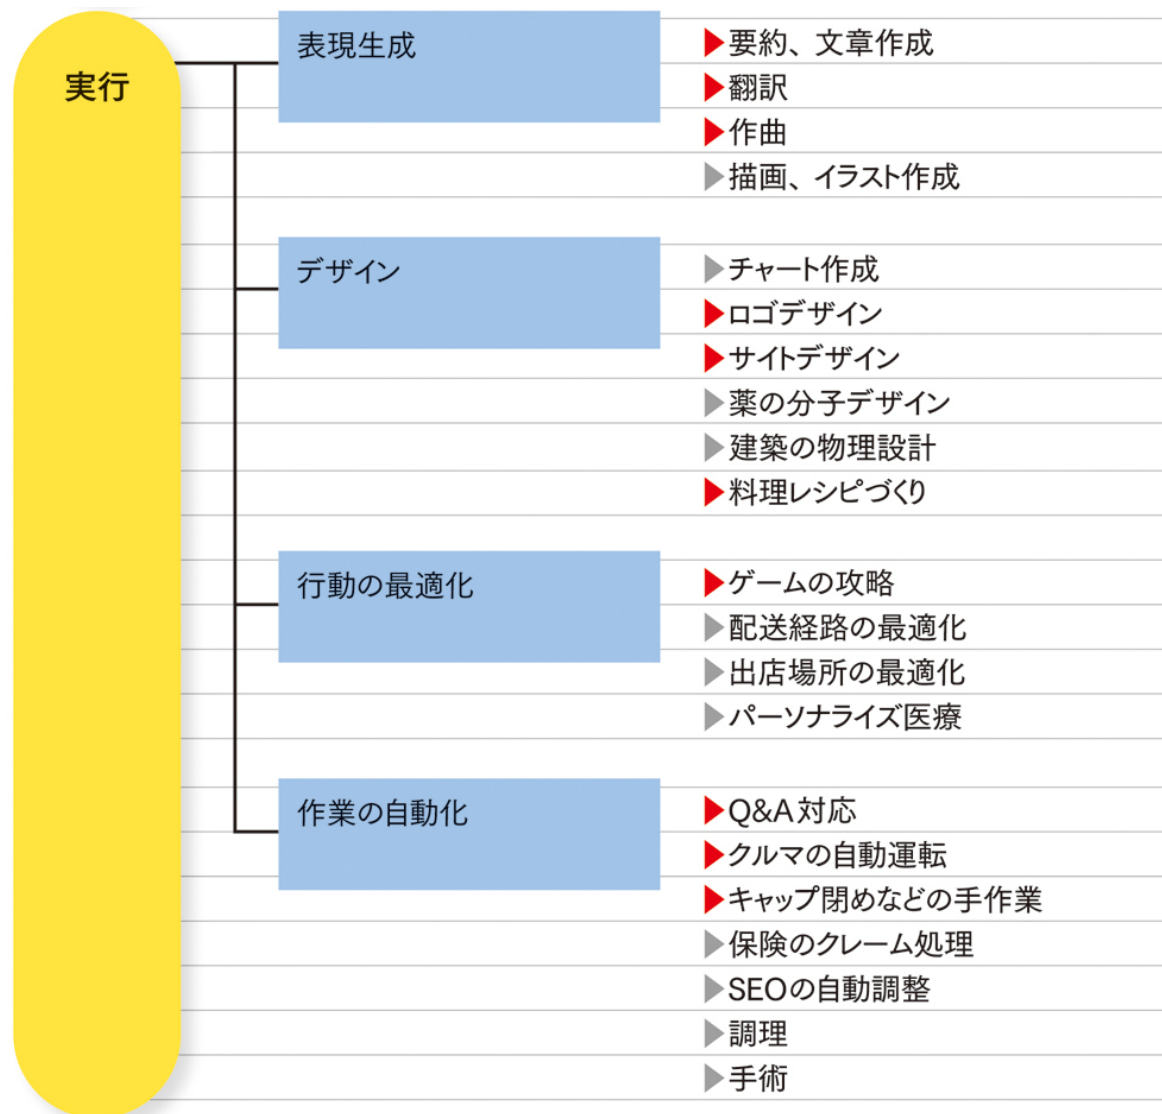 実行
表現生成
▶要約、文章作成
▶翻訳
▶作曲
▶描画、イラスト作成
デザイン
▶チャート作成
▶ロゴデザイン
▶サイトデザイン
▶薬の分子デザイン
▶建築の物理設計
▶料理レシピづくり
行動の最適化
▶ゲームの攻略
▶配送経路の最適化
▶出店場所の最適化
▶パーソナライズ医療
作業の自動化
▶Q&A対応
▶クルマの自動運転
▶キャップ閉めなどの手作業
▶保険のクレーム処理
▶SEOの自動調整
▶調理
▶手術